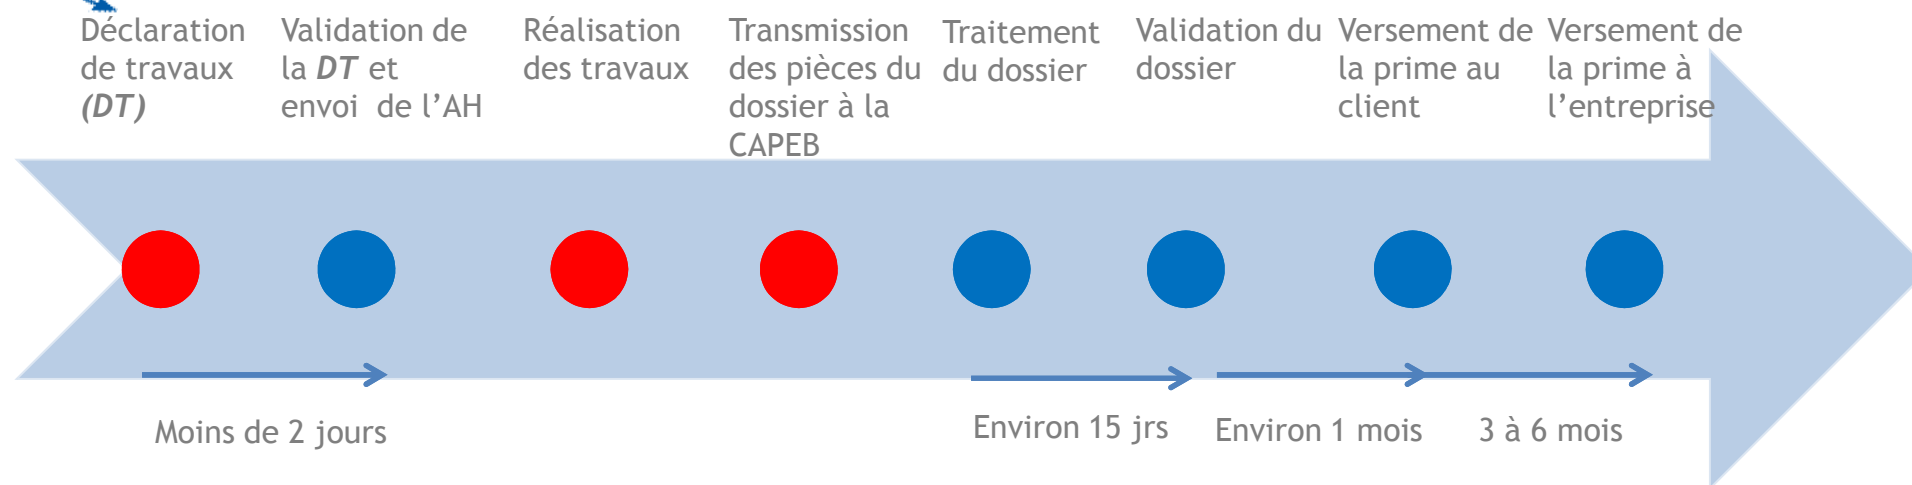 Déclaration
de travaux
(DT)
Validation de
la DT et
envoi de l'AH
Réalisation
des travaux
Transmission
des pièces du
dossier à la
CAPEB
Traitement
du dossier
Validation du
dossier
Versement de
la prime au
client
Versement de
la prime à
l'entreprise
Moins de 2 jours
Environ 15 jrs
Environ 1 mois
3 à 6 mois